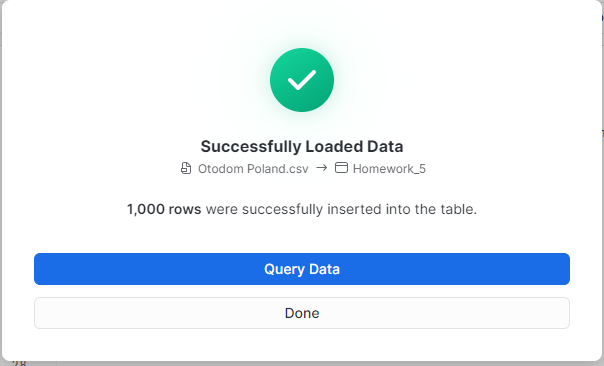 Successfully Loaded Data
Otodom Poland.csv → Homework_5
1,000 rows were successfully inserted into the table.
Query Data
Done